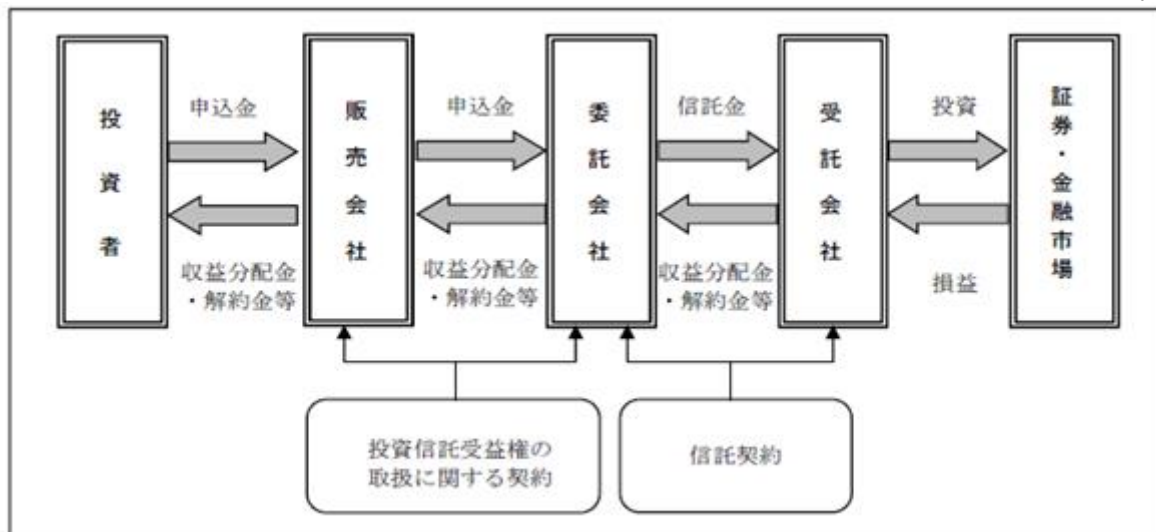 投資者
申込金
収益分配金
・解約金等
販売会社
申込金
収益分配金
・解約金等
委託会社
信託金
収益分配金
・解約金等
受託会社
投資
損益
証券・金融市場
投資信託受益権の
取扱に関する契約
信託契約